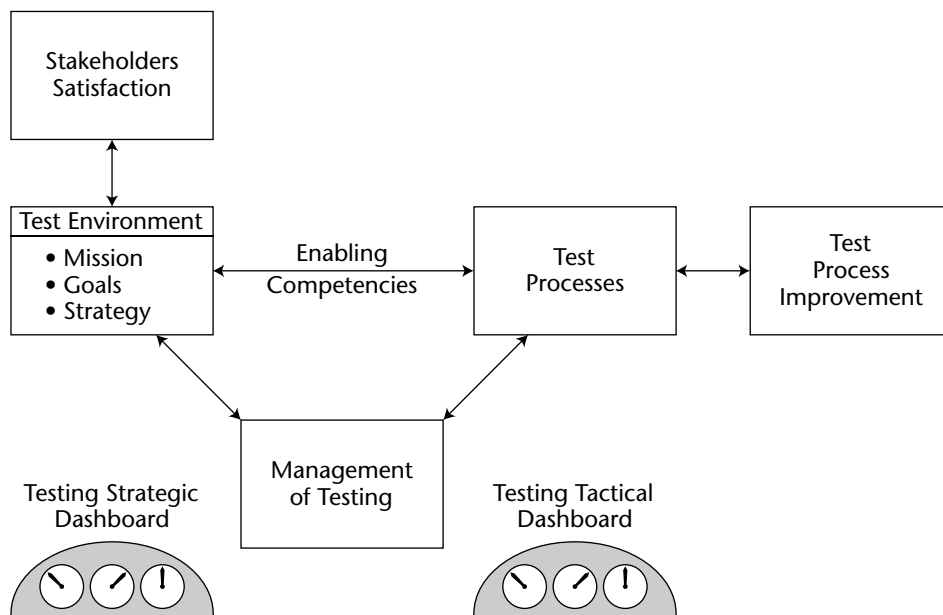 Stakeholders
Satisfaction
Test Environment
• Mission
• Goals
• Strategy
Enabling
Competencies
Test
Processes
Test
Process
Improvement
Management
of Testing
Testing Strategic
Dashboard
Testing Tactical
Dashboard